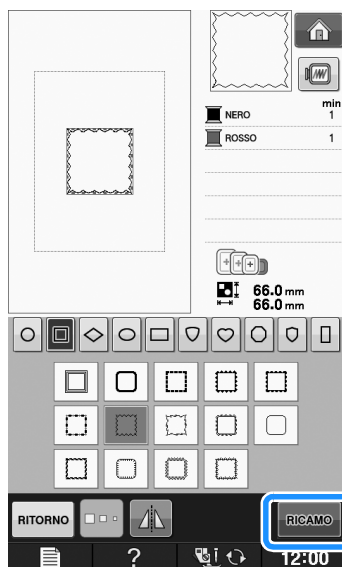 min
NERO 1
ROSSO 1
66.0 mm
66.0 mm
RITORNO
RICAMO
?
12:00